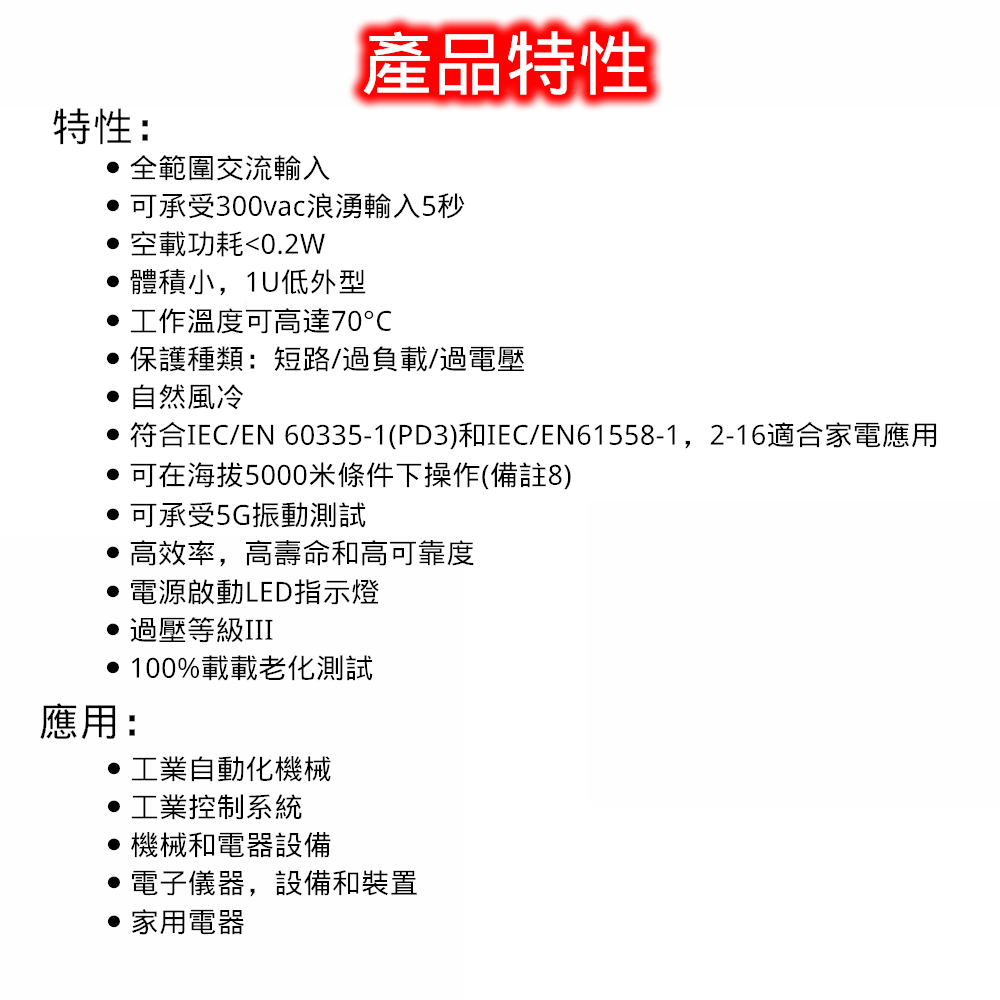 產品特性
特性：
• 全範圍交流輸入
• 可承受300vac浪湧輸入5秒
• 空載功耗<0.2W
• 體積小，1U低外型
• 工作溫度可高達70°C
• 保護種類：短路/過負載/過電壓
• 自然風冷
• 符合IEC/EN 60335-1(PD3)和IEC/EN61558-1，2-16適合家電應用
• 可在海拔5000米條件下操作(備註8)
• 可承受5G振動測試
• 高效率，高壽命和高可靠度
• 電源啟動LED指示燈
• 過壓等級III
• 100%載載老化測試
應用：
• 工業自動化機械
• 工業控制系統
• 機械和電器設備
• 電子儀器，設備和裝置
• 家用電器